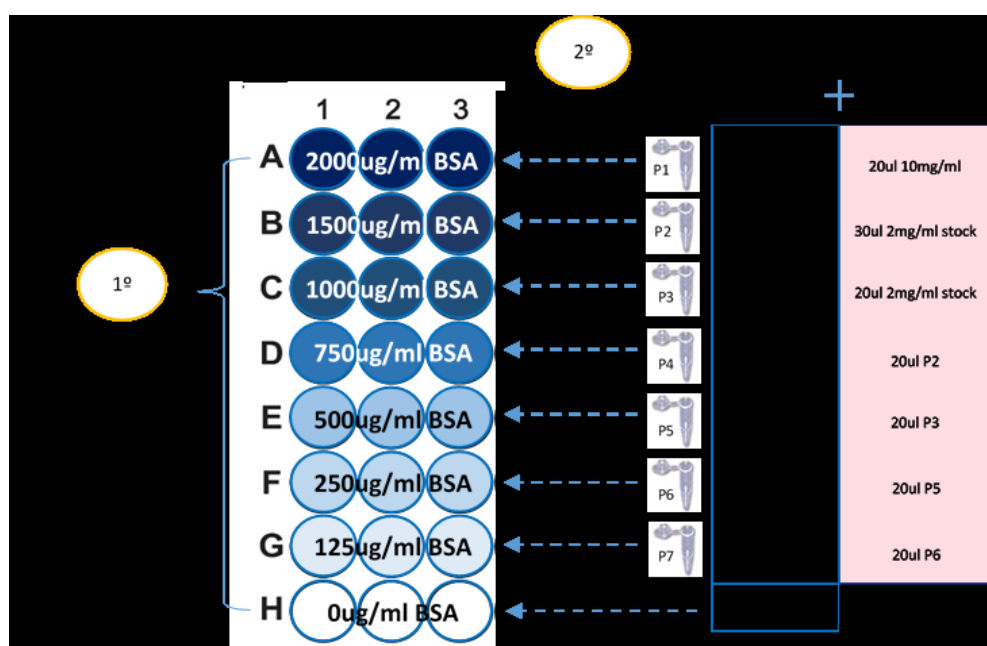 2º
1 2 3
A 2000ug/ml BSA P1 20ul 10mg/ml
B 1500ug/m BSA P2 30ul 2mg/ml stock
1º
C 1000ug/m BSA P3 20ul 2mg/ml stock
D 750ug/ml BSA P4 20ul P2
E 500ug/ml BSA P5 20ul P3
F 250ug/ml BSA P6 20ul P5
G 125ug/ml BSA P7 20ul P6
H 0ug/ml BSA